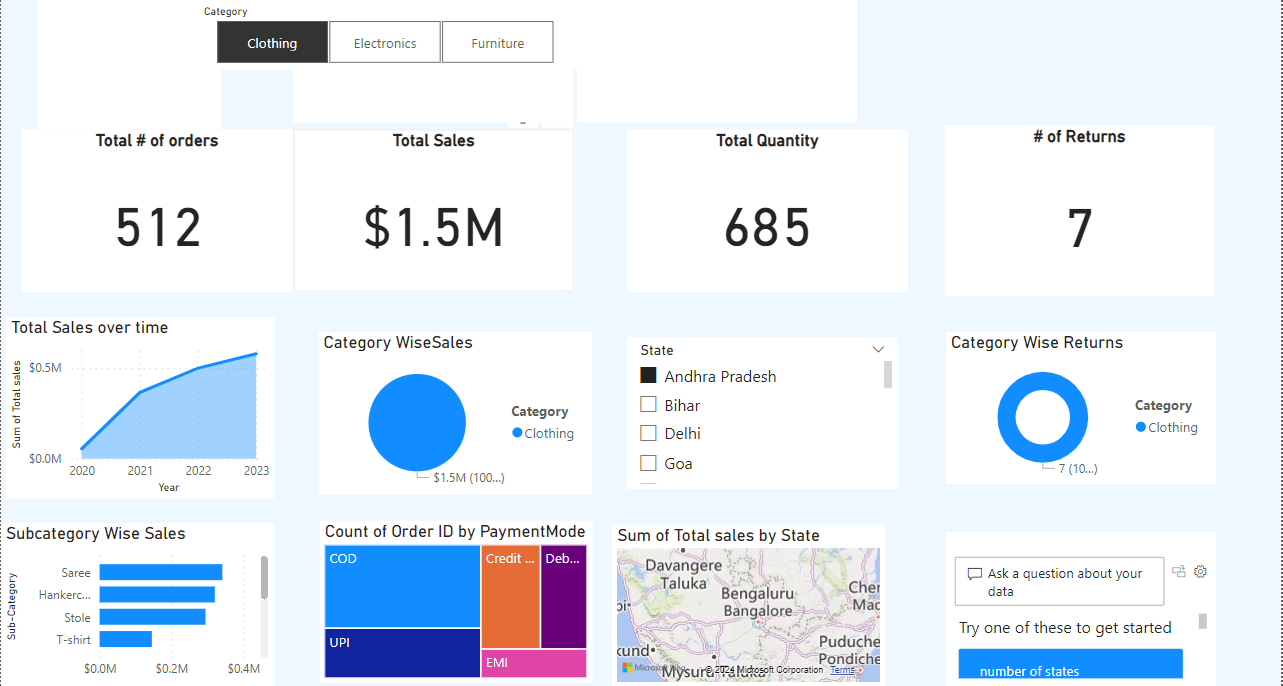 Category
Clothing
Electronics
Furniture
Total # of orders
512
Total Sales
$1.5M
Total Quantity
685
# of Returns
7
Total Sales over time
Sum of Total sales
$0.5M
$0.0M
2020 2021 2022 2023
Year
Category WiseSales
Category
Clothing
$1.5M (100...)
State
Andhra Pradesh
Bihar
Delhi
Goa
Category Wise Returns
Category
Clothing
7 (10...)
Subcategory Wise Sales
Sub-Category
Saree
Hankerc...
Stole
T-shirt
$0.0M $0.2M $0.4M
Count of Order ID by PaymentMode
COD
Credit ...
Deb...
UPI
EMI
Sum of Total sales by State
Davangere
Taluka
Bengaluru
Bangalore
Puduche
Pondiche
Mysuru Taluka
© 2024 Microsoft Corporation
Terms
Ask a question about your
data
Try one of these to get started
number of states